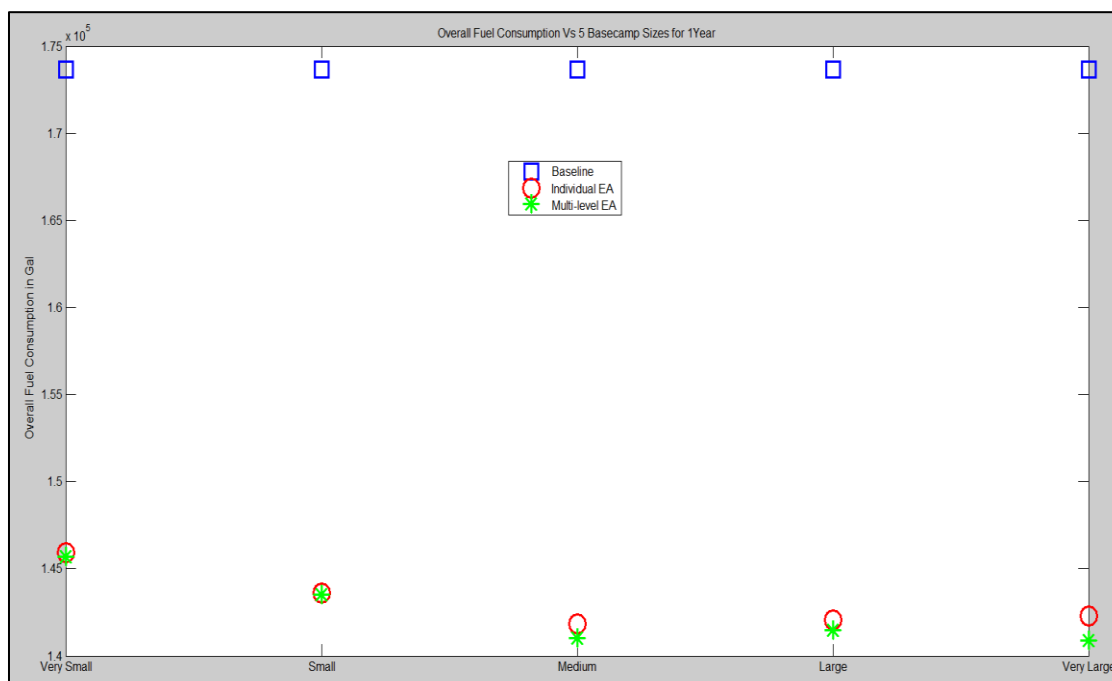 Overall Fuel Consumption Vs 5 Basecamp Sizes for 1Year
x 10^5
1.75
1.7
1.65
1.6
1.55
1.5
1.45
1.4
Overall Fuel Consumption in Gal
Baseline
Individual EA
Multi-level EA
Very Small Small Medium Large Very Large